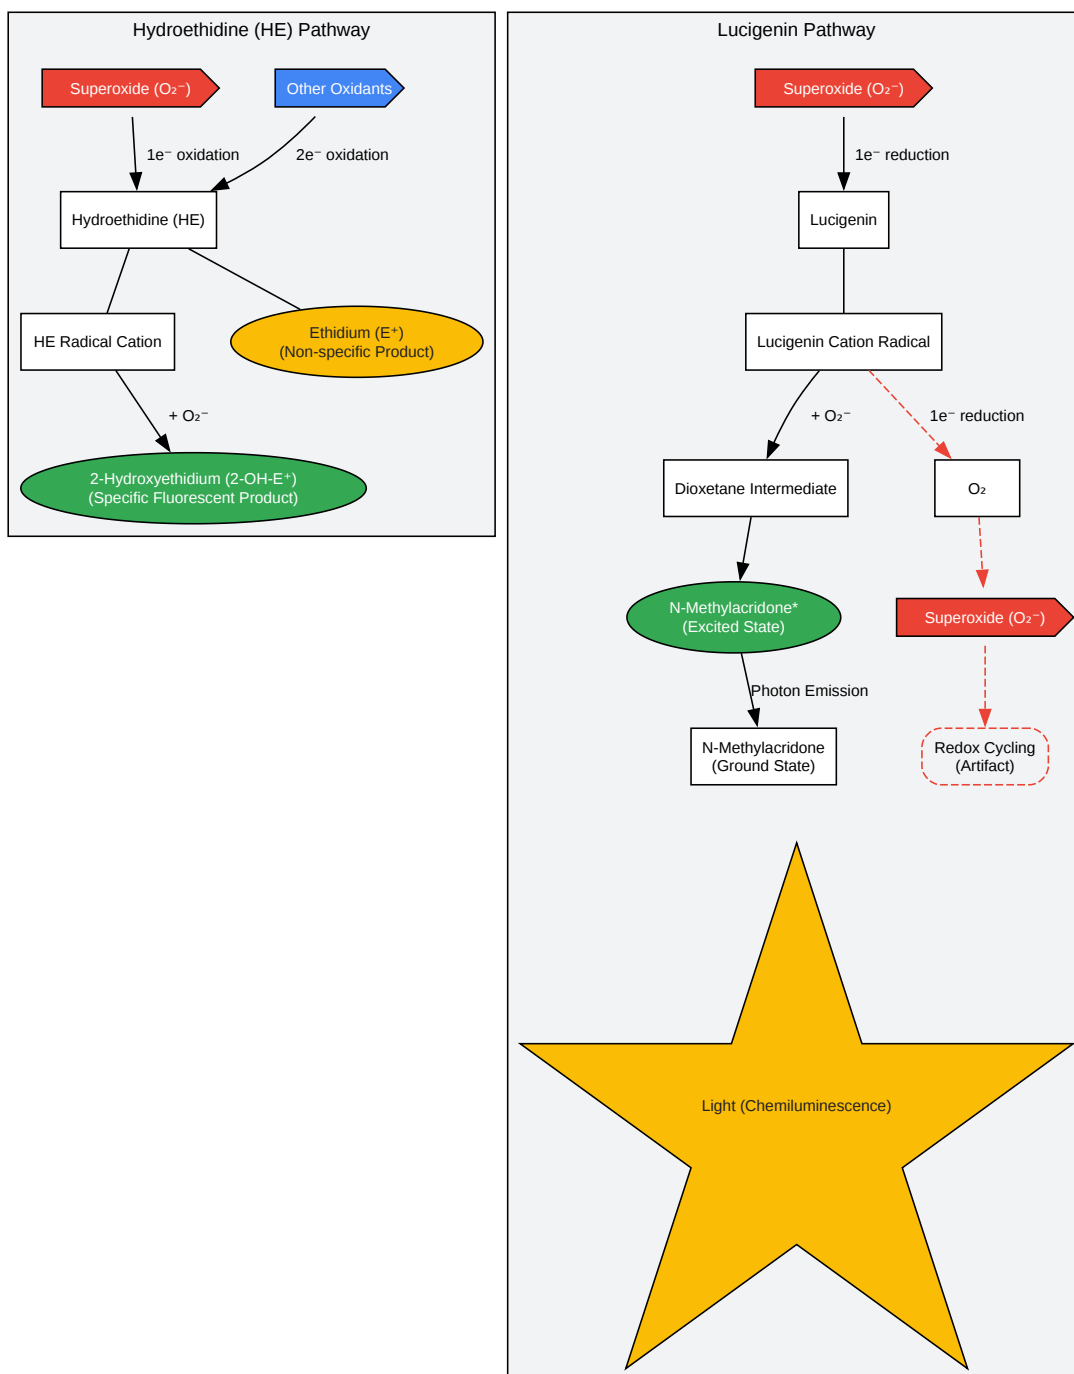 Hydroethidine (HE) Pathway
Superoxide (O₂⁻)
Other Oxidants
1e⁻ oxidation
2e⁻ oxidation
Hydroethidine (HE)
HE Radical Cation
Ethidium (E⁺)
(Non-specific Product)
+ O₂⁻
2-Hydroxyethidium (2-OH-E⁺)
(Specific Fluorescent Product)
Lucigenin Pathway
Superoxide (O₂⁻)
1e⁻ reduction
Lucigenin
Lucigenin Cation Radical
+ O₂⁻
1e⁻ reduction
Dioxetane Intermediate
O₂
N-Methylacridone*
(Excited State)
Superoxide (O₂⁻)
Photon Emission
N-Methylacridone
(Ground State)
Redox Cycling
(Artifact)
Light (Chemiluminescence)